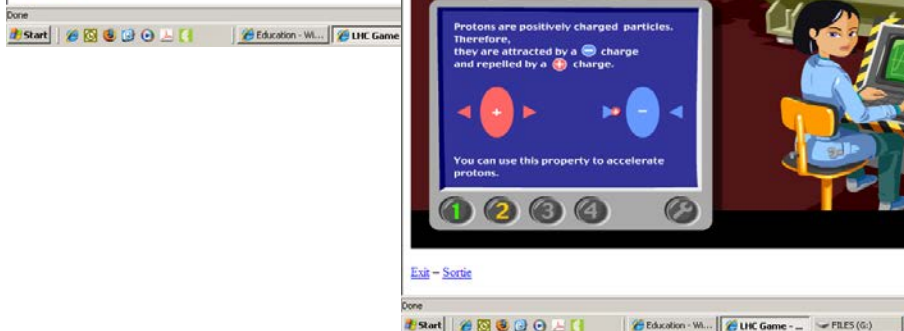 Done
Start
Education - Wi...
LHC Game
Protons are positively charged particles.
Therefore,
they are attracted by a − charge
and repelled by a + charge.
+
−
You can use this property to accelerate
protons.
1 2 3 4
Exit – Sortie
Done
Start
Education - Wi...
LHC Game - ...
FILES (G:)